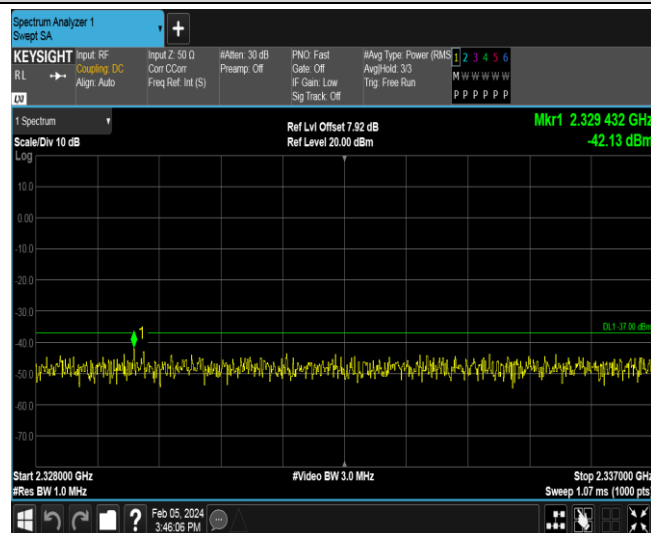 Spectrum Analyzer 1
Swept SA
+
KEYSIGHT Input: RF Input Z: 50 Ω #Atten: 30 dB PNO: Fast #Avg Type: Power (RMS 1 2 3 4 5 6
RL Coupling: DC Corr CCorr Preamp: Off Gate: Off Avg|Hold: 3/3 M W W W W W
Align: Auto Freq Ref: Int (S) IF Gain: Low Trig: Free Run
Sig Track: Off P P P P P P
1 Spectrum
Scale/Div 10 dB
Ref Lvl Offset 7.92 dB
Ref Level 20.00 dBm
Mkr1 2.329 432 GHz
-42.13 dBm
Log
10.0
0.00
-10.0
-20.0
-30.0
DL1 -37.00 dBm
1
-40.0
-50.0
-60.0
-70.0
Start 2.328000 GHz #Video BW 3.0 MHz Stop 2.337000 GHz
#Res BW 1.0 MHz Sweep 1.07 ms (1000 pts)
? Feb 05, 2024
3:46:06 PM